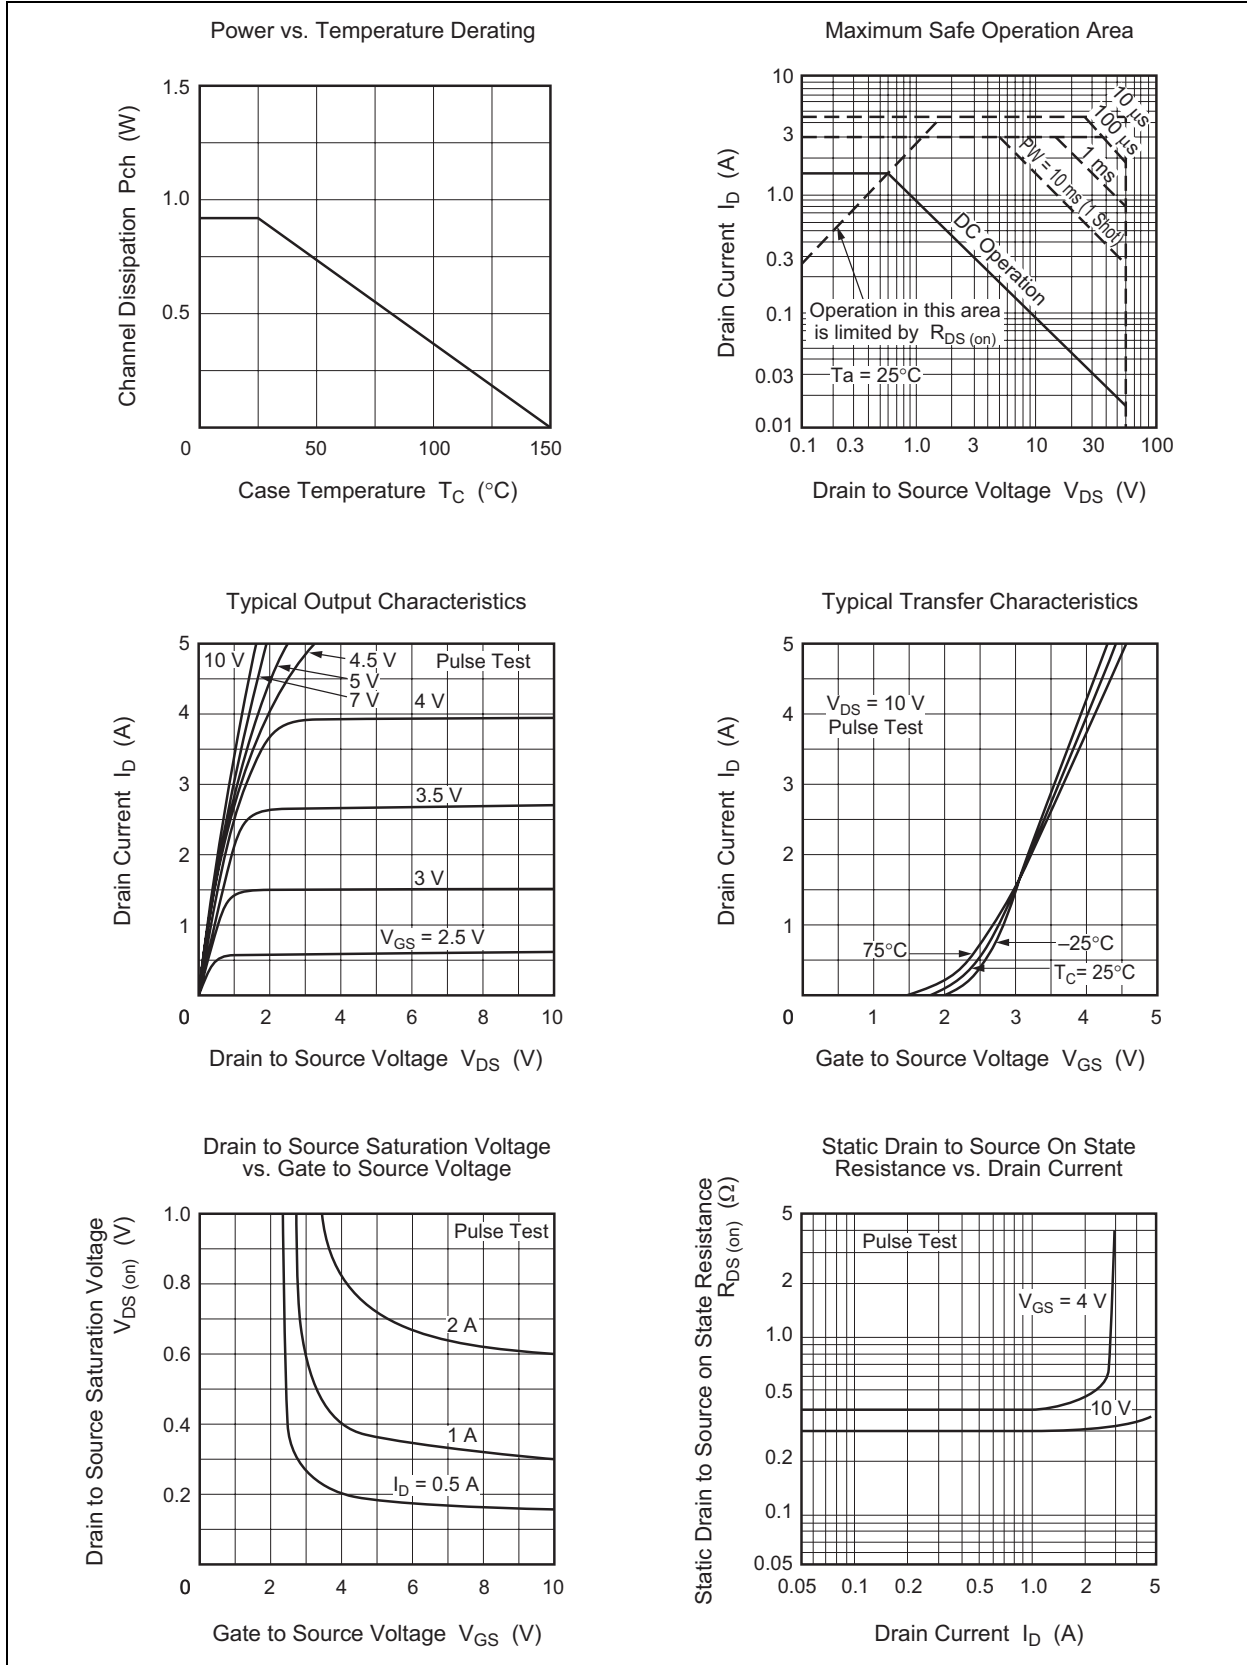 Power vs. Temperature Derating
1.5
1.0
0.5
0
50
100
150
Channel Dissipation Pch (W)
Case Temperature TC (°C)
Maximum Safe Operation Area
10
3
1.0
0.3
0.1
0.03
0.01
0.1
0.3
1.0
3
10
30
100
10 µs
100 µs
1 ms
PW = 10 ms (1 Shot)
DC Operation
Operation in this area
is limited by RDS (on)
Ta = 25°C
Drain Current ID (A)
Drain to Source Voltage VDS (V)
Typical Output Characteristics
5
4
3
2
1
0
2
4
6
8
10
10 V
4.5 V
5 V
7 V
Pulse Test
4 V
3.5 V
3 V
VGS = 2.5 V
Drain Current ID (A)
Drain to Source Voltage VDS (V)
Typical Transfer Characteristics
5
4
3
2
1
0
1
2
3
4
5
VDS = 10 V
Pulse Test
75°C
–25°C
TC= 25°C
Drain Current ID (A)
Gate to Source Voltage VGS (V)
Drain to Source Saturation Voltage
vs. Gate to Source Voltage
1.0
0.8
0.6
0.4
0.2
0
2
4
6
8
10
Pulse Test
2 A
1 A
ID = 0.5 A
Drain to Source Saturation Voltage
VDS (on) (V)
Gate to Source Voltage VGS (V)
Static Drain to Source On State
Resistance vs. Drain Current
5
2
1.0
0.5
0.2
0.1
0.05
0.05
0.1
0.2
0.5
1.0
2
5
Pulse Test
VGS = 4 V
10 V
Static Drain to Source on State Resistance
RDS (on) (Ω)
Drain Current ID (A)